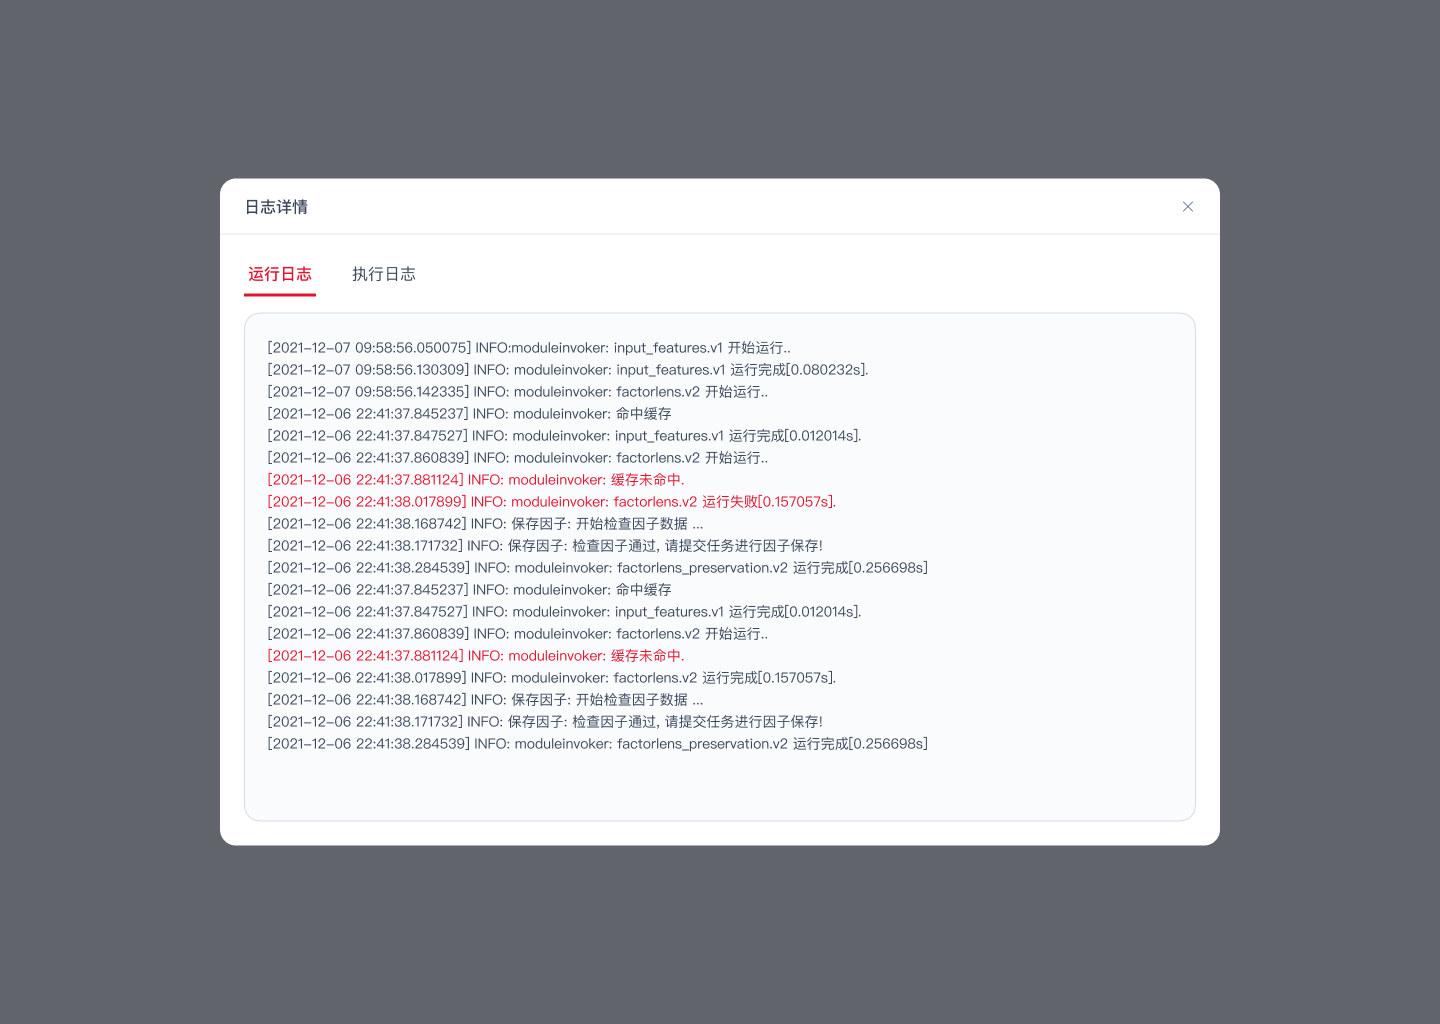 日志详情
运行日志
执行日志
[2021-12-07 09:58:56.050075] INFO:moduleinvoker: input_features.v1 开始运行..
[2021-12-07 09:58:56.130309] INFO: moduleinvoker: input_features.v1 运行完成[0.080232s].
[2021-12-07 09:58:56.142335] INFO: moduleinvoker: factorlens.v2 开始运行..
[2021-12-06 22:41:37.845237] INFO: moduleinvoker: 命中缓存
[2021-12-06 22:41:37.847527] INFO: moduleinvoker: input_features.v1 运行完成[0.012014s].
[2021-12-06 22:41:37.860839] INFO: moduleinvoker: factorlens.v2 开始运行..
[2021-12-06 22:41:37.881124] INFO: moduleinvoker: 缓存未命中.
[2021-12-06 22:41:38.017899] INFO: moduleinvoker: factorlens.v2 运行失败[0.157057s].
[2021-12-06 22:41:38.168742] INFO: 保存因子: 开始检查因子数据 ...
[2021-12-06 22:41:38.171732] INFO: 保存因子: 检查因子通过, 请提交任务进行因子保存!
[2021-12-06 22:41:38.284539] INFO: moduleinvoker: factorlens_preservation.v2 运行完成[0.256698s]
[2021-12-06 22:41:37.845237] INFO: moduleinvoker: 命中缓存
[2021-12-06 22:41:37.847527] INFO: moduleinvoker: input_features.v1 运行完成[0.012014s].
[2021-12-06 22:41:37.860839] INFO: moduleinvoker: factorlens.v2 开始运行..
[2021-12-06 22:41:37.881124] INFO: moduleinvoker: 缓存未命中.
[2021-12-06 22:41:38.017899] INFO: moduleinvoker: factorlens.v2 运行完成[0.157057s].
[2021-12-06 22:41:38.168742] INFO: 保存因子: 开始检查因子数据 ...
[2021-12-06 22:41:38.171732] INFO: 保存因子: 检查因子通过, 请提交任务进行因子保存!
[2021-12-06 22:41:38.284539] INFO: moduleinvoker: factorlens_preservation.v2 运行完成[0.256698s]